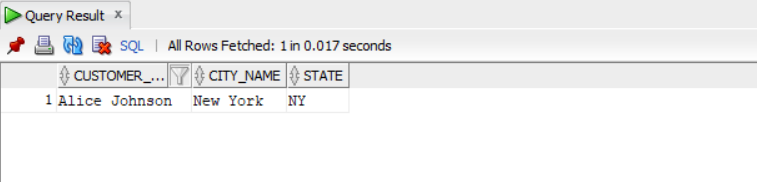 Query Result x
SQL | All Rows Fetched: 1 in 0.017 seconds
CUSTOMER_... CITY_NAME STATE
1 Alice Johnson New York NY